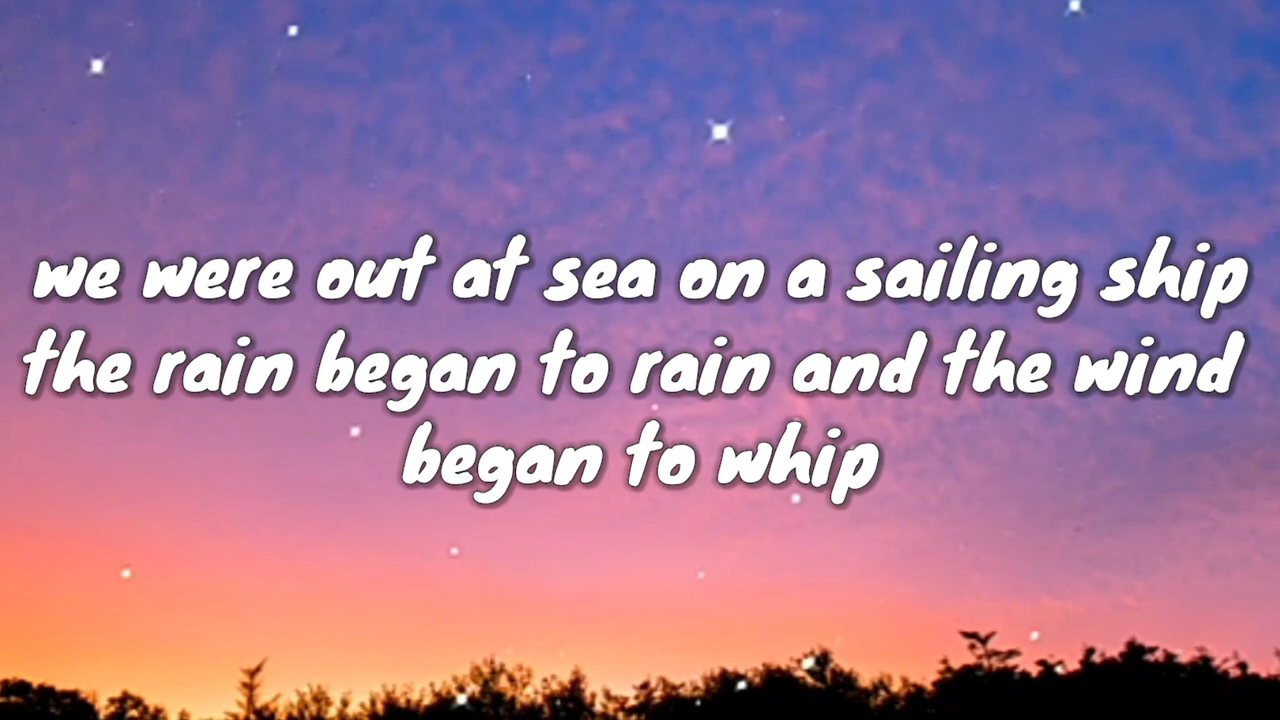 we were out at sea on a sailing ship
the rain began to rain and the wind
began to whip